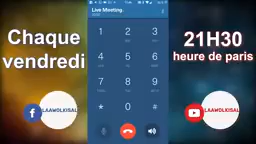 Chaque
vendredi
Live Meeting.
1
2
3
4
5
6
7
8
9
*
0
#
21H30
heure de paris
LAAWOLKISAL
LAAWOLKISAL